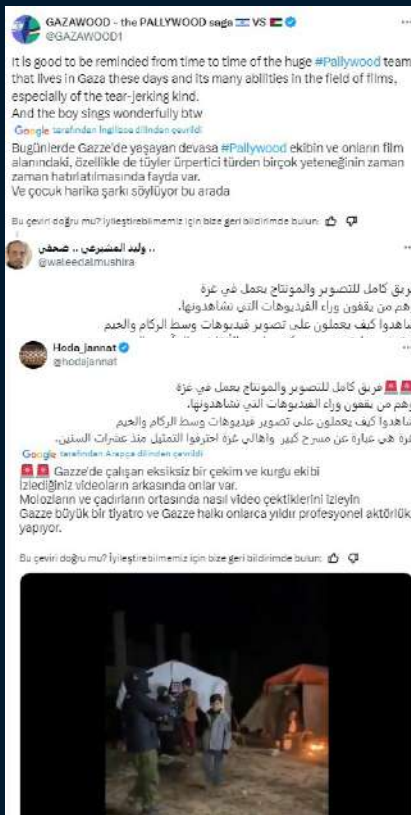 GAZAWOOD - the PALLYWOOD saga VS
@GAZAWOOD1
It is good to be reminded from time to time of the huge #Pallywood team
that lives in Gaza these days and its many abilities in the field of films,
especially of the tear-jerking kind.
And the boy sings wonderfully btw
Google tarafından İngilizce dilinden çevrildi
Bugünlerde Gazze'de yaşayan devasa #Pallywood ekibin ve onların film
alanındaki, özellikle de tüyler ürpertici türden birçok yeteneğinin zaman
zaman hatırlatılmasında fayda var.
Ve çocuk harika şarkı söylüyor bu arada
Bu çeviri doğru mu? İyileştirebilmemiz için bize geri bildirimde bulun:
وليد المشيرعي .. صحفي ..
@waleedalmushira
ريق كامل للتصوير والمونتاج يعمل في غزة
هم من يقفون وراء الفيديوهات التي تشاهدونها.
شاهدوا كيف يعملون على تصوير فيديوهات وسط الركام والخيم
Hoda_Jannat
@hodajannat
فريق كامل للتصوير والمونتاج يعمل في غزة
وهم من يقفون وراء الفيديوهات التي تشاهدونها.
شاهدوا كيف يعملون على تصوير فيديوهات وسط الركام والخيم
غزة هي عبارة عن مسرح كبير واهالي غزة احترفوا التمثيل منذ عشرات السنين.
Google tarafından Arapça dilinden çevrildi
Gazze'de çalışan eksiksiz bir çekim ve kurgu ekibi
İzlediğiniz videoların arkasında onlar var.
Molozların ve çadırların ortasında nasıl video çektiklerini izleyin
Gazze büyük bir tiyatro ve Gazze halkı onlarca yıldır profesyonel aktörlük
yapıyor.
Bu çeviri doğru mu? İyileştirebilmemiz için bize geri bildirimde bulun: